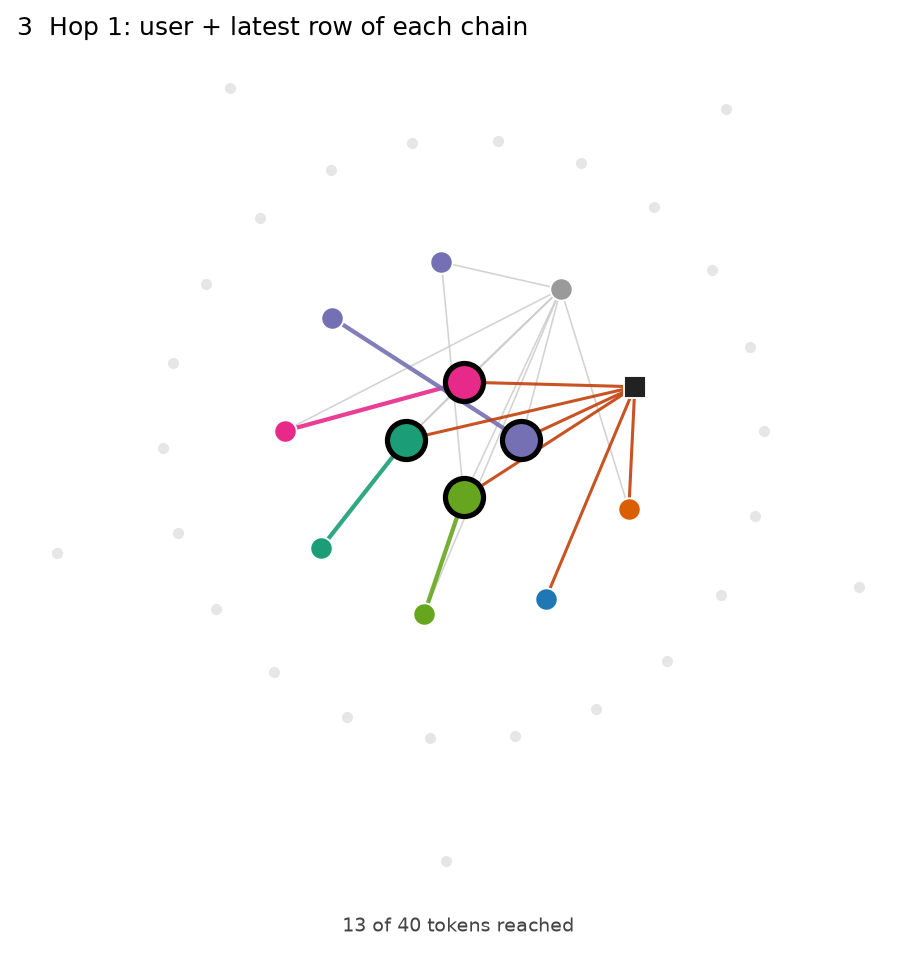 3  Hop 1: user + latest row of each chain
13 of 40 tokens reached